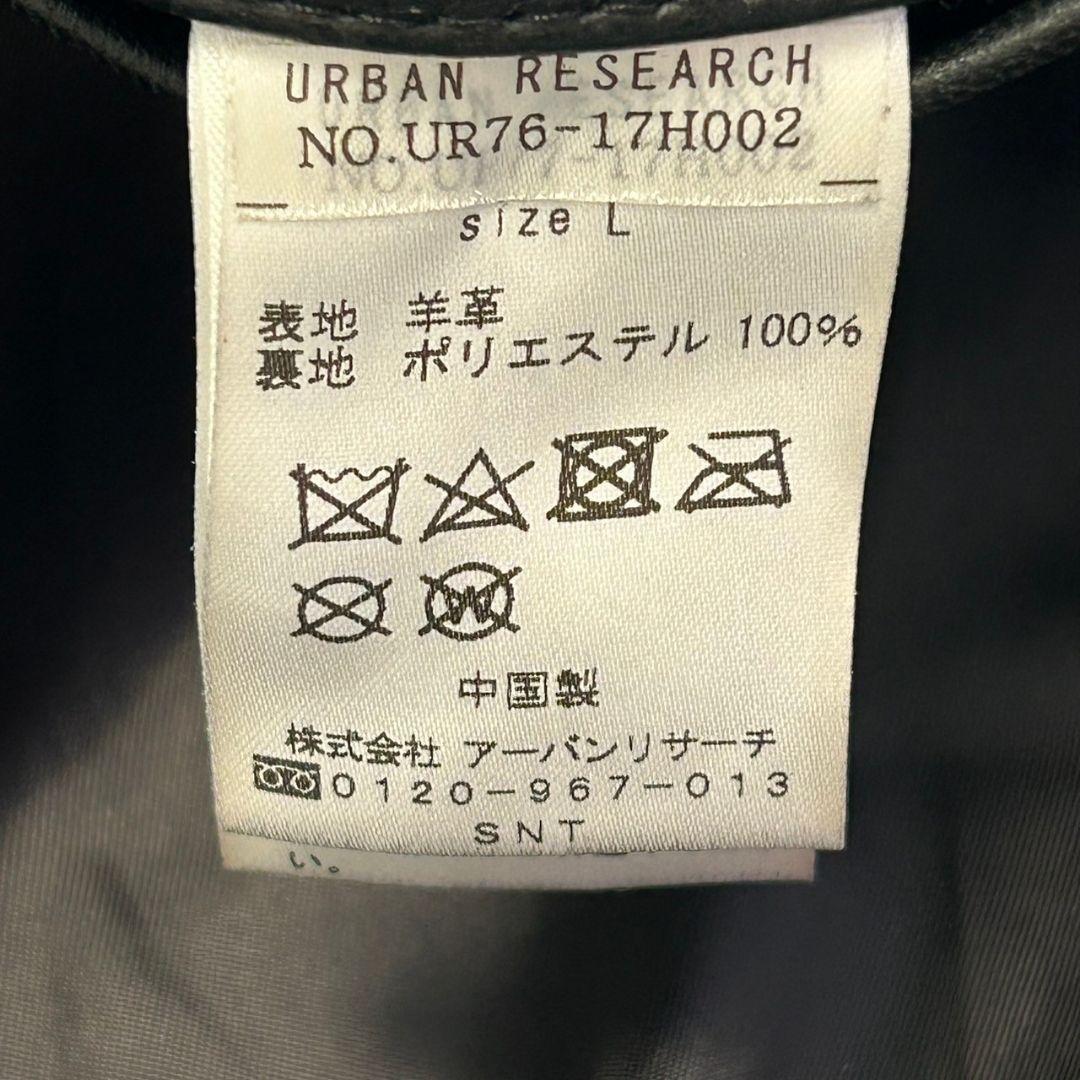 URBAN RESEARCH
NO.UR76-17H002
size L
表地 羊革
裏地 ポリエステル 100%
W
中国製
株式会社 アーバンリサーチ
0120-967-013
SNT
い。